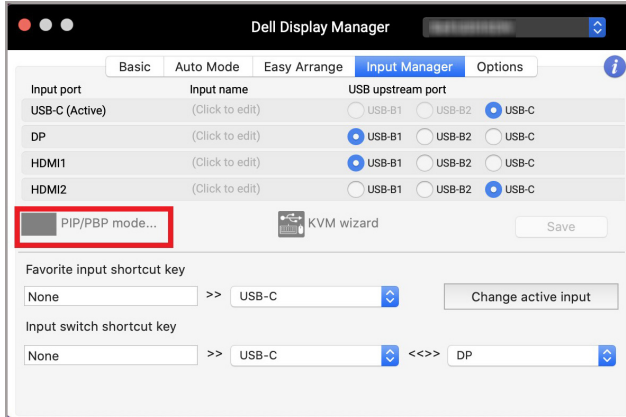 Dell Display Manager
Basic Auto Mode Easy Arrange Input Manager Options i
Input port Input name USB upstream port
USB-C (Active) (Click to edit) USB-B1 USB-B2 USB-C
DP (Click to edit) USB-B1 USB-B2 USB-C
HDMI1 (Click to edit) USB-B1 USB-B2 USB-C
HDMI2 (Click to edit) USB-B1 USB-B2 USB-C
PIP/PBP mode... KVM wizard Save
Favorite input shortcut key
None >> USB-C Change active input
Input switch shortcut key
None >> USB-C <<>> DP